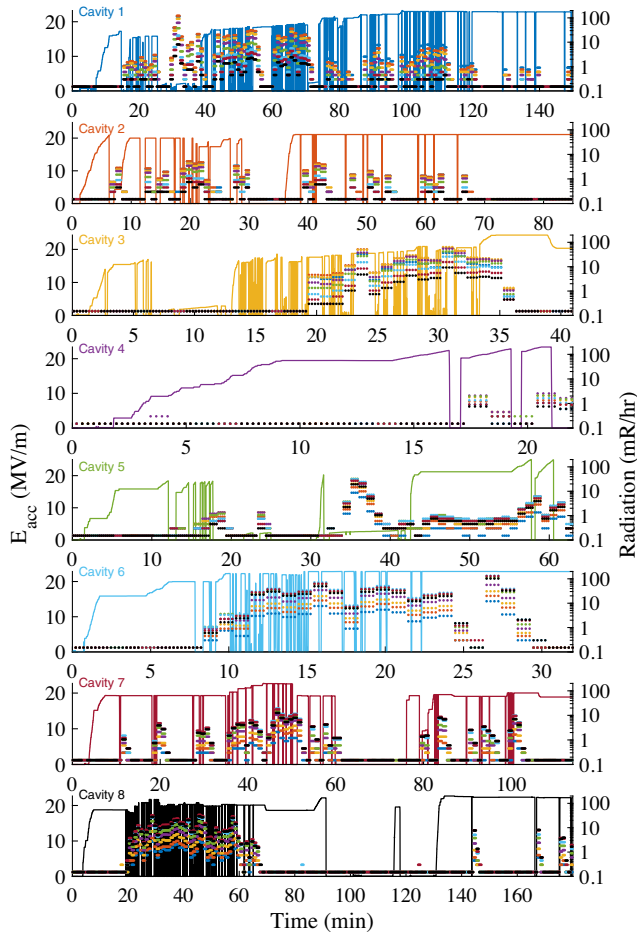 Cavity 1
20
10
0
100
10
1
0.1
0 20 40 60 80 100 120 140
Cavity 2
20
10
0
100
10
1
0.1
0 10 20 30 40 50 60 70 80
Cavity 3
20
10
0
100
10
1
0.1
0 5 10 15 20 25 30 35 40
Cavity 4
20
10
0
100
10
1
0.1
0 5 10 15 20
E_acc (MV/m)
Radiation (mR/hr)
Cavity 5
20
10
0
100
10
1
0.1
0 10 20 30 40 50 60
Cavity 6
20
10
0
100
10
1
0.1
0 5 10 15 20 25 30
Cavity 7
20
10
0
100
10
1
0.1
20 40 60 80 100
Cavity 8
20
10
0
100
10
1
0.1
0 20 40 60 80 100 120 140 160
Time (min)